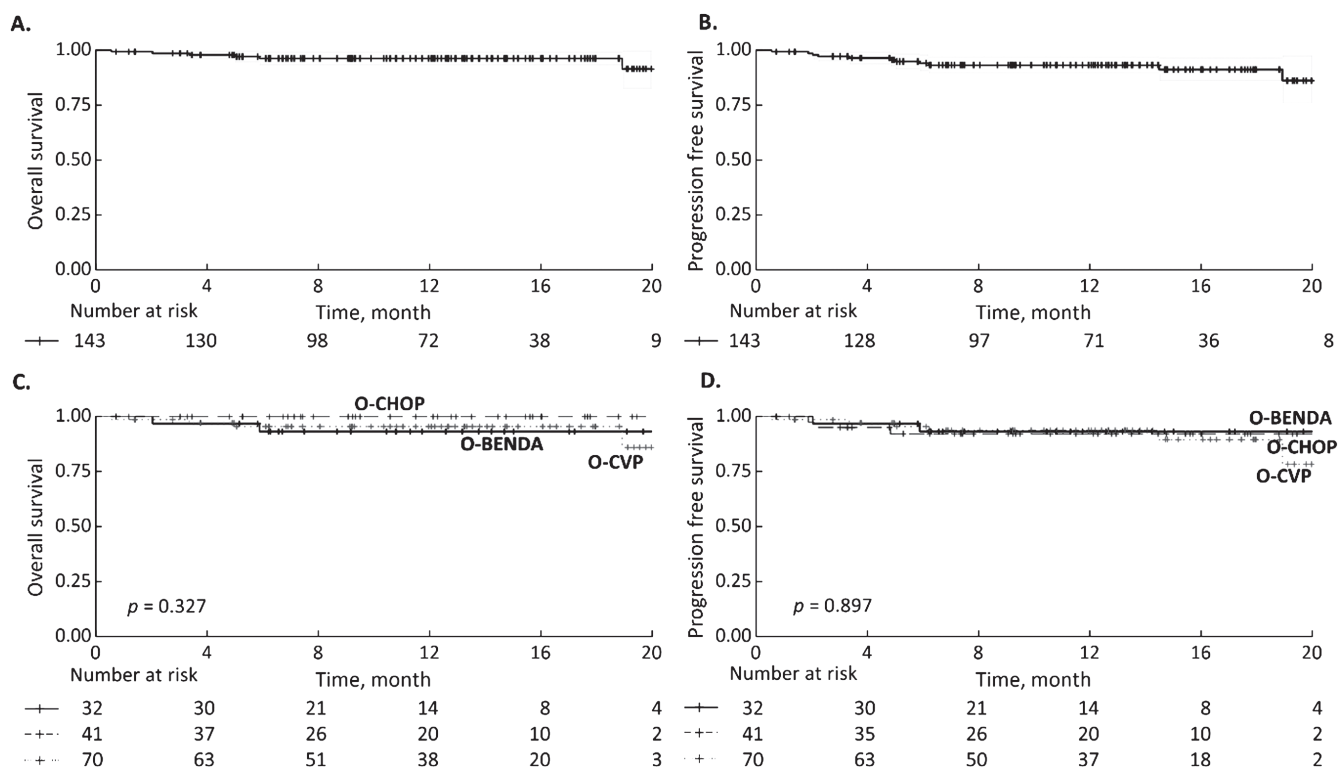 A.
1.00
0.75
0.50
0.25
0.00
Overall survival
0 4 8 12 16 20
Number at risk
Time, month
143 130 98 72 38 9
B.
1.00
0.75
0.50
0.25
0.00
Progression free survival
0 4 8 12 16 20
Number at risk
Time, month
143 128 97 71 36 8
C.
1.00
0.75
0.50
0.25
0.00
Overall survival
O-CHOP
O-BENDA
O-CVP
p = 0.327
0 4 8 12 16 20
Number at risk
Time, month
32 30 21 14 8 4
41 37 26 20 10 2
70 63 51 38 20 3
D.
1.00
0.75
0.50
0.25
0.00
Progression free survival
O-BENDA
O-CHOP
O-CVP
p = 0.897
0 4 8 12 16 20
Number at risk
Time, month
32 30 21 14 8 4
41 35 26 20 10 2
70 63 50 37 18 2